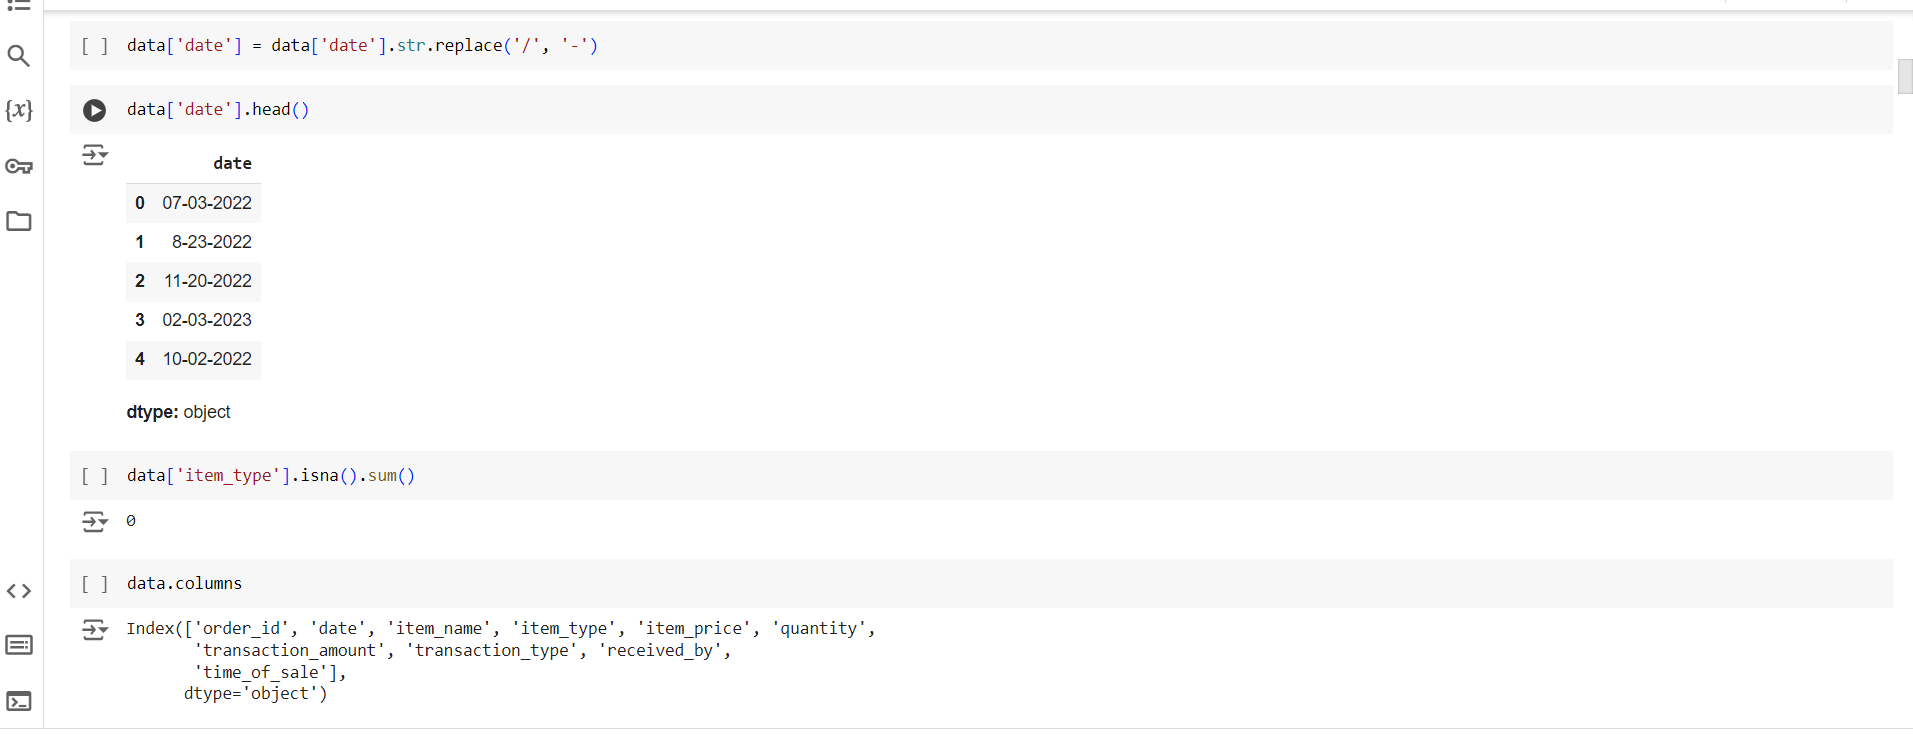 [ ] data['date'] = data['date'].str.replace('/', '-')
{x}
data['date'].head()
date
0 07-03-2022
1 8-23-2022
2 11-20-2022
3 02-03-2023
4 10-02-2022
dtype: object
[ ] data['item_type'].isna().sum()
0
[ ] data.columns
Index(['order_id', 'date', 'item_name', 'item_type', 'item_price', 'quantity',
'transaction_amount', 'transaction_type', 'received_by',
'time_of_sale'],
dtype='object')